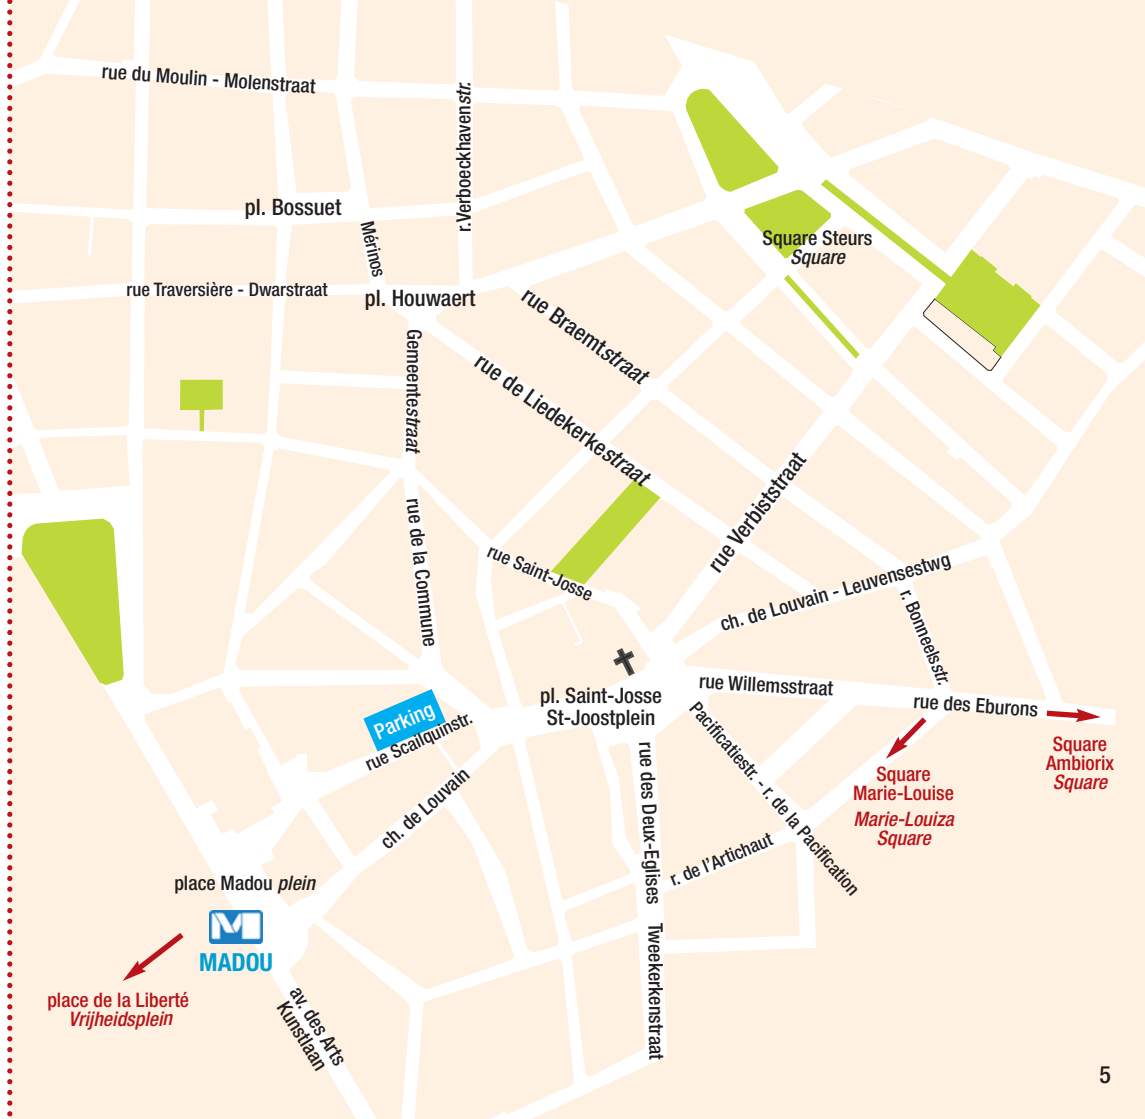 rue du Moulin - Molenstraat
r.Verboeckhavenstr.
pl. Bossuet
Mérinos
Square Steurs
Square
rue Traversière - Dwarstraat
pl. Houwaert
rue Braemtstraat
Gemeentestraat
rue de Liedekerkestraat
rue Verbiststraat
rue de la Commune
rue Saint-Josse
ch. de Louvain - Leuvensestwg
r. Bonneelsstr.
pl. Saint-Josse
St-Joostplein
rue Willemsstraat
rue des Eburons
Parking
rue Scailquinstr.
Pacificatiestr. - r. de la Pacification
Square
Ambiorix
Square
Square
Marie-Louise
Marie-Louiza
Square
ch. de Louvain
rue des Deux-Eglises
r. de l'Artichaut
place Madou plein
M
MADOU
Tweekerkenstraat
place de la Liberté
Vrijheidsplein
av. des Arts
Kunstlaan
5